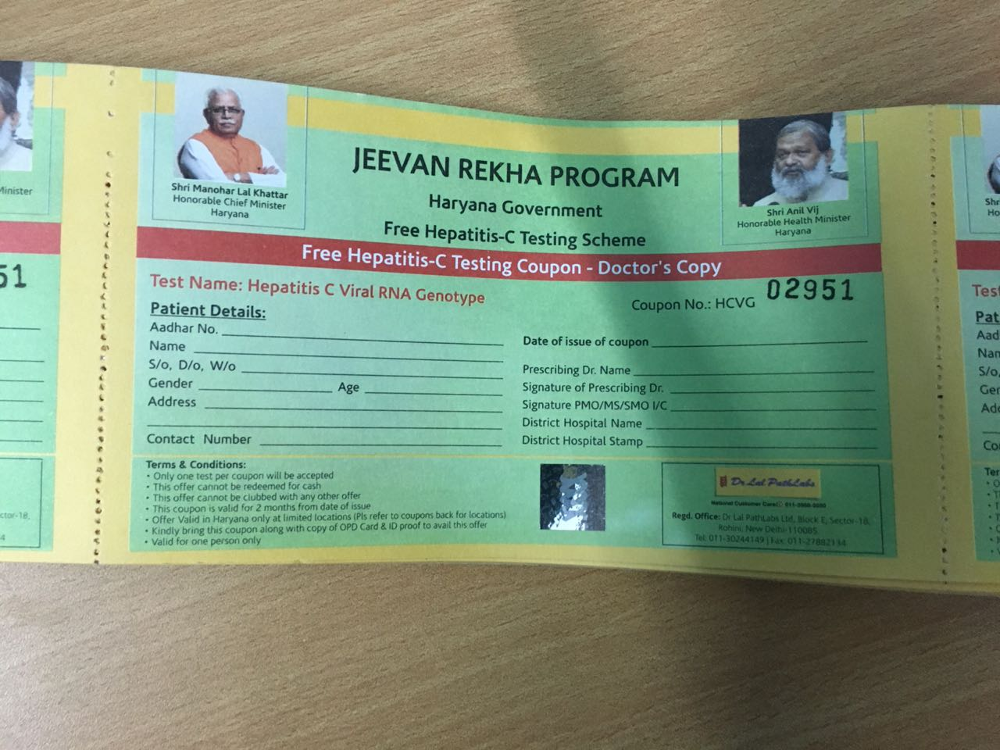 Minister
51
ctor-18,
4
Shri Manohar Lal Khattar
Honorable Chief Minister
Haryana
JEEVAN REKHA PROGRAM
Haryana Government
Free Hepatitis-C Testing Scheme
Shri Anil Vij
Honorable Health Minister
Haryana
Free Hepatitis-C Testing Coupon - Doctor's Copy
Test Name: Hepatitis C Viral RNA Genotype
Coupon No.: HCVG 02951
Patient Details:
Aadhar No.
Name
S/o, D/o, W/o
Gender Age
Address
Contact Number
Date of issue of coupon
Prescribing Dr. Name
Signature of Prescribing Dr.
Signature PMO/MS/SMO I/C
District Hospital Name
District Hospital Stamp
Terms & Conditions:
• Only one test per coupon will be accepted
• This offer cannot be redeemed for cash
• This offer cannot be clubbed with any other offer
• This coupon is valid for 2 months from date of issue
• Offer Valid in Haryana only at limited locations (Pls refer to coupons back for locations)
• Kindly bring this coupon along with copy of OPD Card & ID proof to avail this offer
• Valid for one person only
Dr. Lal PathLabs
National Customer Care
Regd. Office: Dr Lal PathLabs Ltd, Block E, Sector-18,
Rohini, New Delhi-110085
Tel: 011-30244149 | Fax: 011-27882134
Shr
Ho
Test
Pat
Aad
Nan
S/o,
Ger
Add
Co
Ter